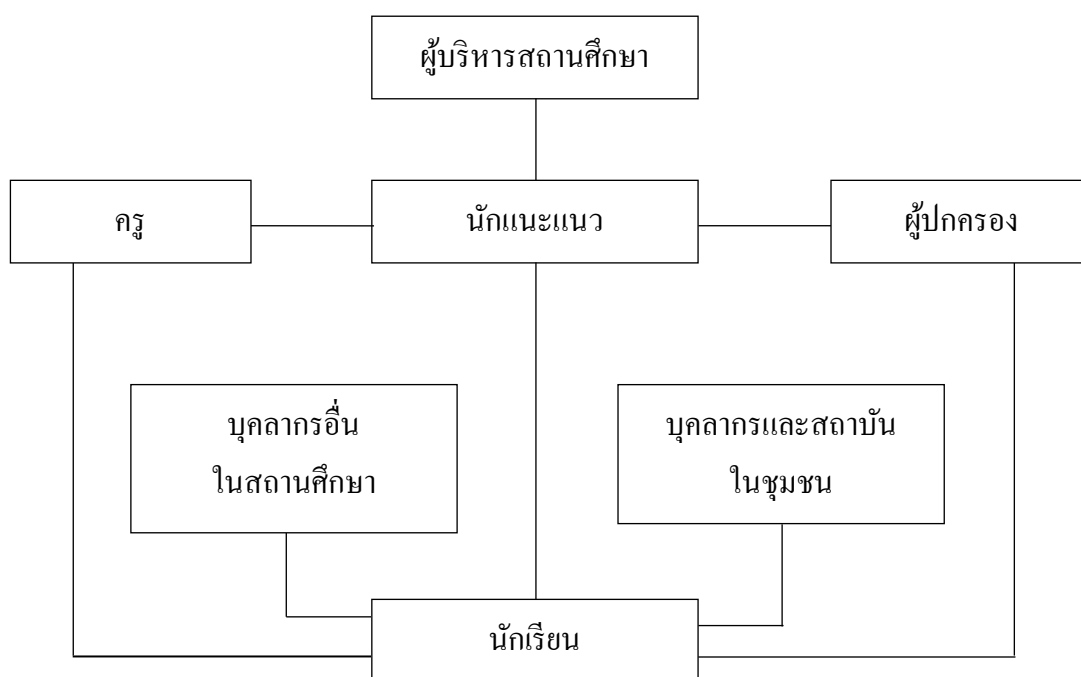 ผู้บริหารสถานศึกษา
ครู
นักแนะแนว
ผู้ปกครอง
บุคลากรอื่น
ในสถานศึกษา
บุคลากรและสถาบัน
ในชุมชน
นักเรียน